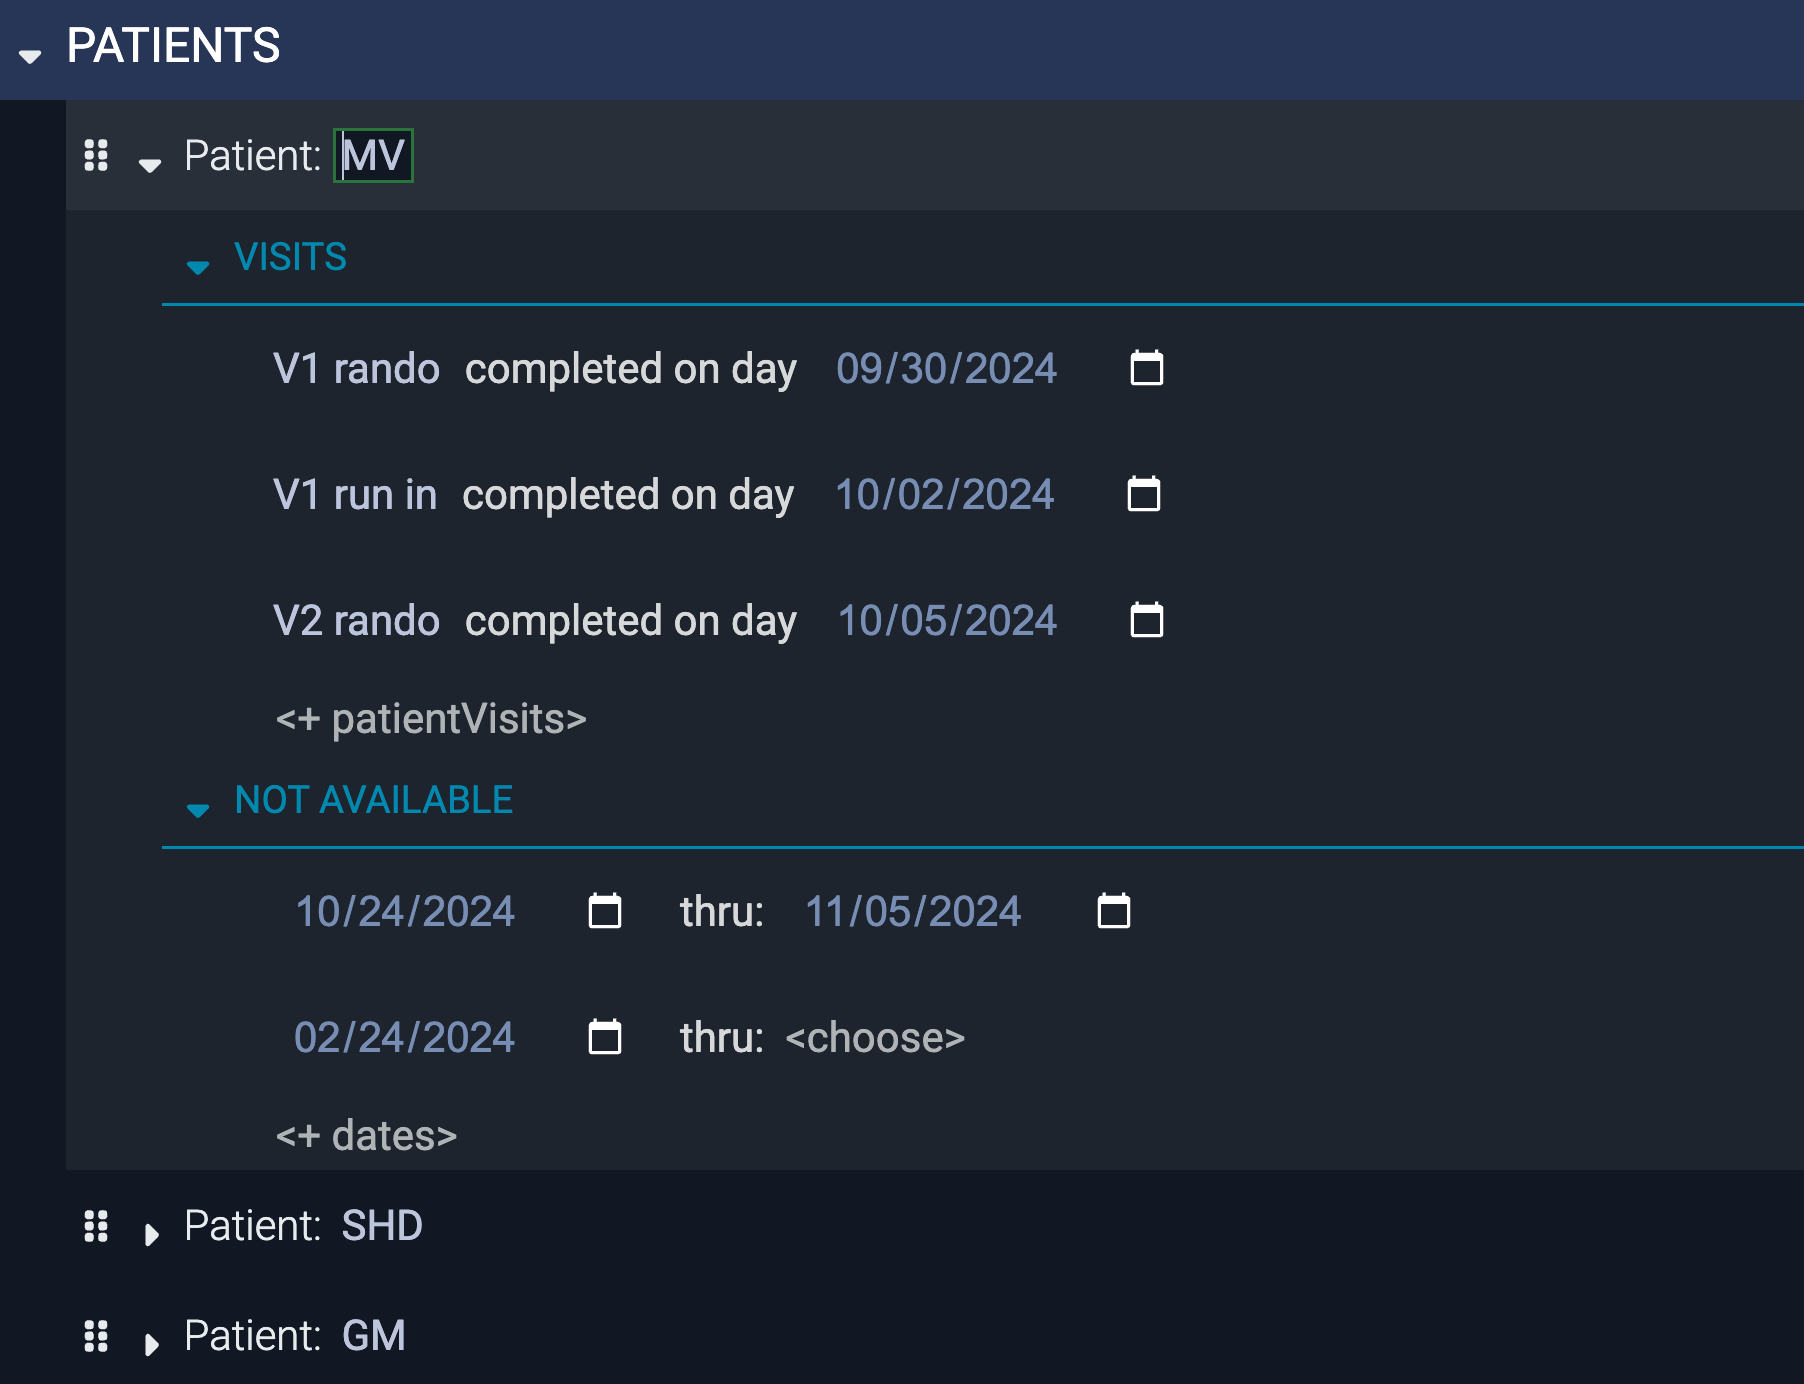 PATIENTS
Patient: MV
VISITS
V1 rando completed on day 09/30/2024
V1 run in completed on day 10/02/2024
V2 rando completed on day 10/05/2024
<+ patientVisits>
NOT AVAILABLE
10/24/2024 thru: 11/05/2024
02/24/2024 thru: <choose>
<+ dates>
Patient: SHD
Patient: GM